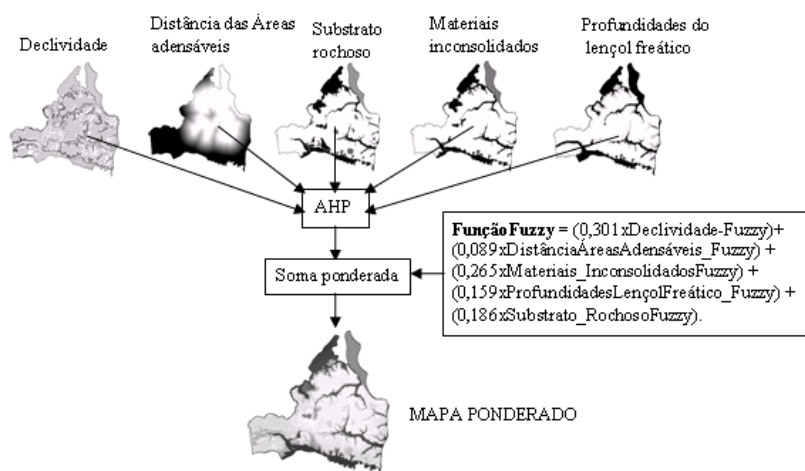 Declividade
Distância das Áreas
adensáveis
Substrato
rochoso
Materiais
inconsolidados
Profundidades do
lençol freático
AHP
Soma ponderada
Função Fuzzy = (0,301xDeclividade-Fuzzy)+
(0,089xDistânciaÁreasAdensáveis_Fuzzy) +
(0,265xMateriais_InconsolidadosFuzzy) +
(0,159xProfundidadesLençolFreático_Fuzzy) +
(0,186xSubstrato_RochosoFuzzy).
MAPA PONDERADO